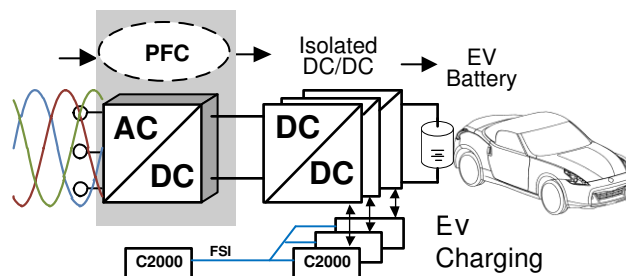 PFC
Isolated
DC/DC
EV
Battery
AC
DC
DC
DC
Ev
Charging
FSI
C2000
C2000